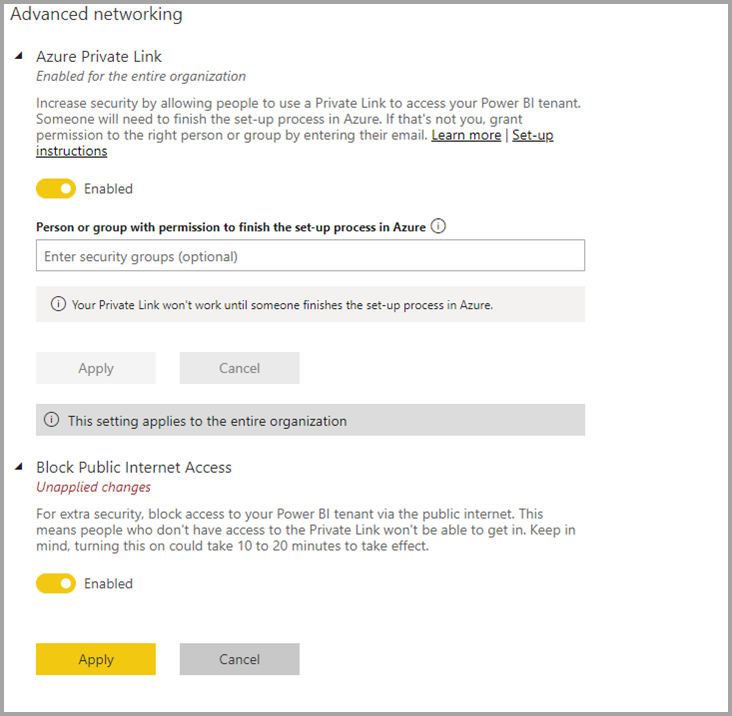 Advanced networking
Azure Private Link
Enabled for the entire organization
Increase security by allowing people to use a Private Link to access your Power BI tenant.
Someone will need to finish the set-up process in Azure. If that's not you, grant
permission to the right person or group by entering their email. Learn more | Set-up
instructions
Enabled
Person or group with permission to finish the set-up process in Azure
Enter security groups (optional)
Your Private Link won't work until someone finishes the set-up process in Azure.
Apply Cancel
This setting applies to the entire organization
Block Public Internet Access
Unapplied changes
For extra security, block access to your Power BI tenant via the public internet. This
means people who don't have access to the Private Link won't be able to get in. Keep in
mind, turning this on could take 10 to 20 minutes to take effect.
Enabled
Apply Cancel